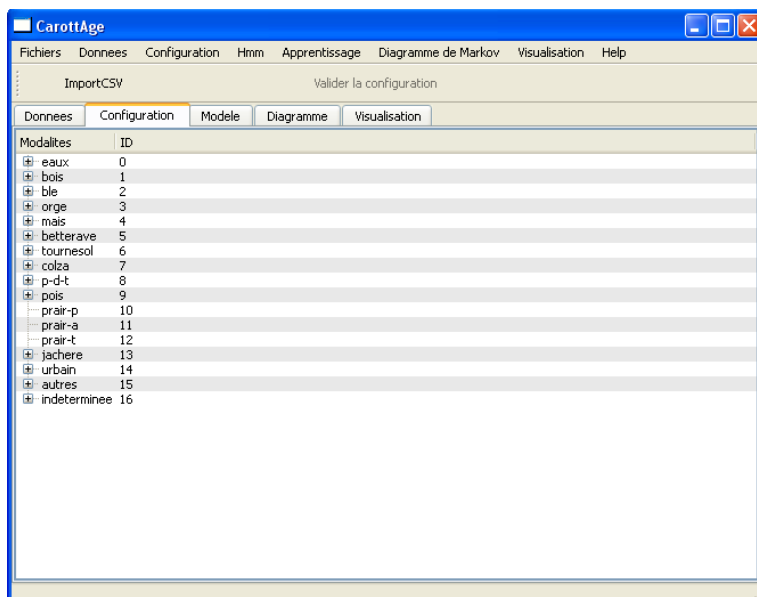 CarottAge
Fichiers Donnees Configuration Hmm Apprentissage Diagramme de Markov Visualisation Help
ImportCSV Valider la configuration
Donnees Configuration Modele Diagramme Visualisation
Modalites ID
eaux 0
bois 1
ble 2
orge 3
mais 4
betterave 5
tournesol 6
colza 7
p-d-t 8
pois 9
prair-p 10
prair-a 11
prair-t 12
jachere 13
urbain 14
autres 15
indeterminee 16